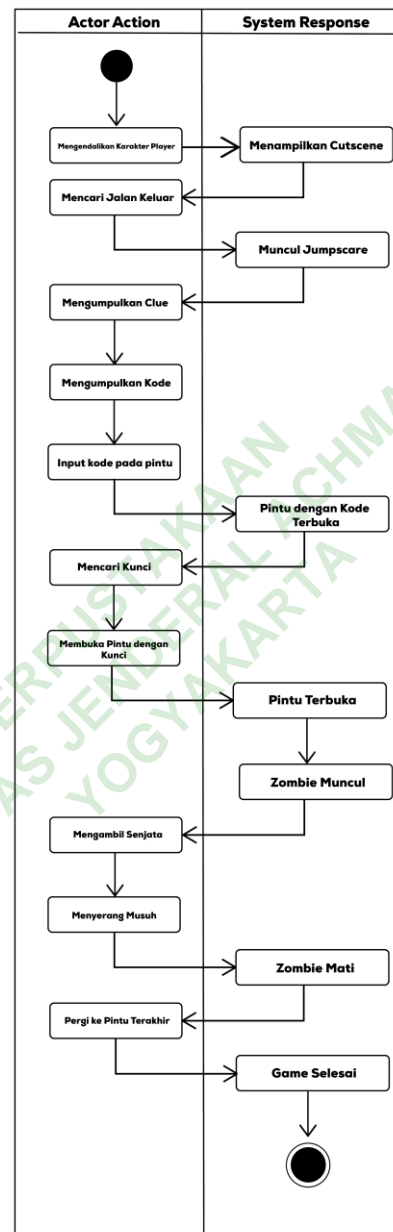 Actor Action
System Response
Mengendalikan Karakter Player
Menampilkan Cutscene
Mencari Jalan Keluar
Muncul Jumpscare
Mengumpulkan Clue
Mengumpulkan Kode
Input kode pada pintu
Pintu dengan Kode
Terbuka
Mencari Kunci
Membuka Pintu dengan
Kunci
Pintu Terbuka
Zombie Muncul
Mengambil Senjata
Menyerang Musuh
Zombie Mati
Pergi ke Pintu Terakhir
Game Selesai
JENDERAL
YOGYAKARTA